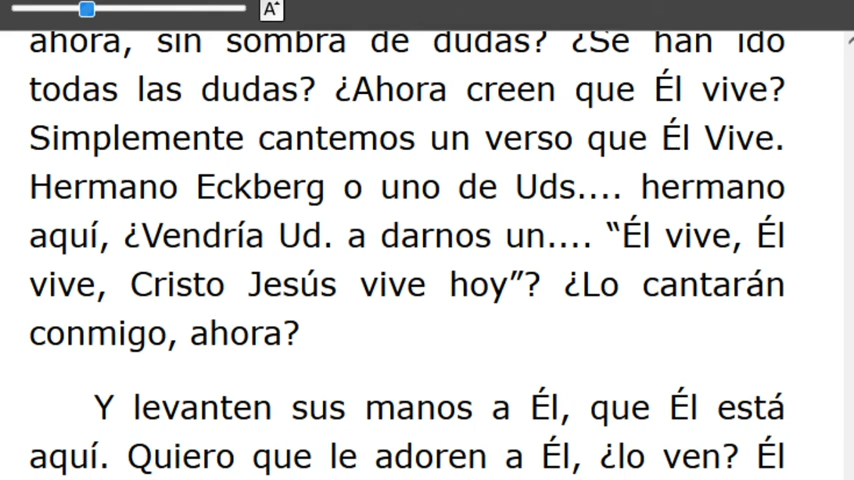 A
ahora, sin sombra de dudas? ¿Se han ido
todas las dudas? ¿Ahora creen que Él vive?
Simplemente cantemos un verso que Él Vive.
Hermano Eckberg o uno de Uds.... hermano
aquí, ¿Vendría Ud. a darnos un.... “Él vive, Él
vive, Cristo Jesús vive hoy”? ¿Lo cantarán
conmigo, ahora?
Y levanten sus manos a Él, que Él está
aquí. Quiero que le adoren a Él, ¿lo ven? Él